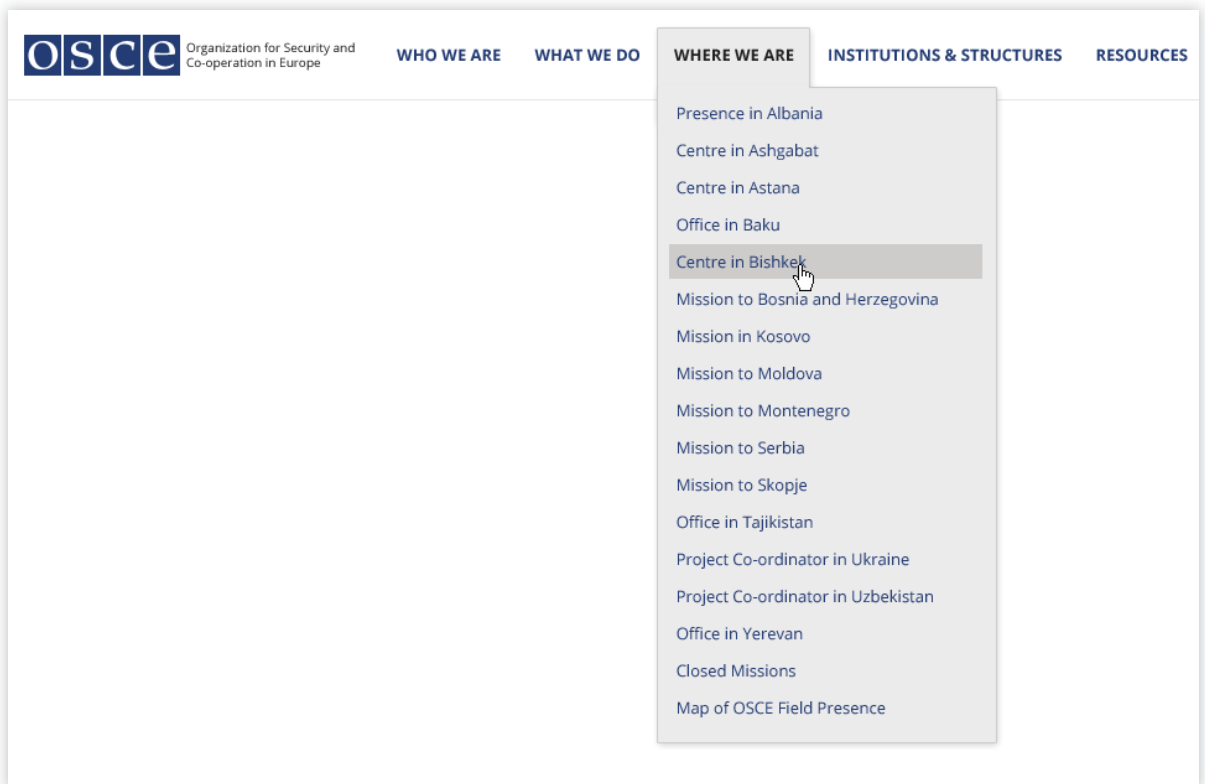 osce
Organization for Security and
Co-operation in Europe
WHO WE ARE
WHAT WE DO
WHERE WE ARE
INSTITUTIONS & STRUCTURES
RESOURCES
Presence in Albania
Centre in Ashgabat
Centre in Astana
Office in Baku
Centre in Bishkek
Mission to Bosnia and Herzegovina
Mission in Kosovo
Mission to Moldova
Mission to Montenegro
Mission to Serbia
Mission to Skopje
Office in Tajikistan
Project Co-ordinator in Ukraine
Project Co-ordinator in Uzbekistan
Office in Yerevan
Closed Missions
Map of OSCE Field Presence